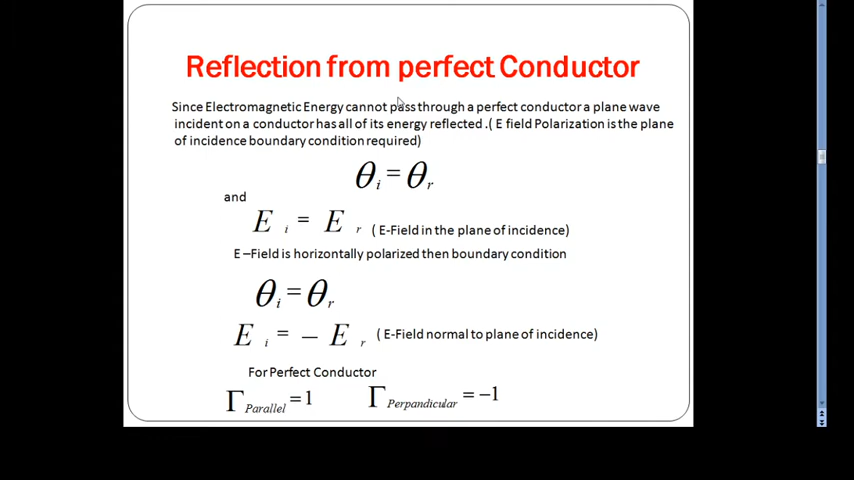 Reflection from perfect Conductor
Since Electromagnetic Energy cannot pass through a perfect conductor a plane wave
incident on a conductor has all of its energy reflected .( E field Polarization is the plane
of incidence boundary condition required)
θi = θr
and
E i = E r ( E-Field in the plane of incidence)
E –Field is horizontally polarized then boundary condition
θi = θr
E i = – E r ( E-Field normal to plane of incidence)
For Perfect Conductor
ΓParallel = 1 ΓPerpandicular = –1